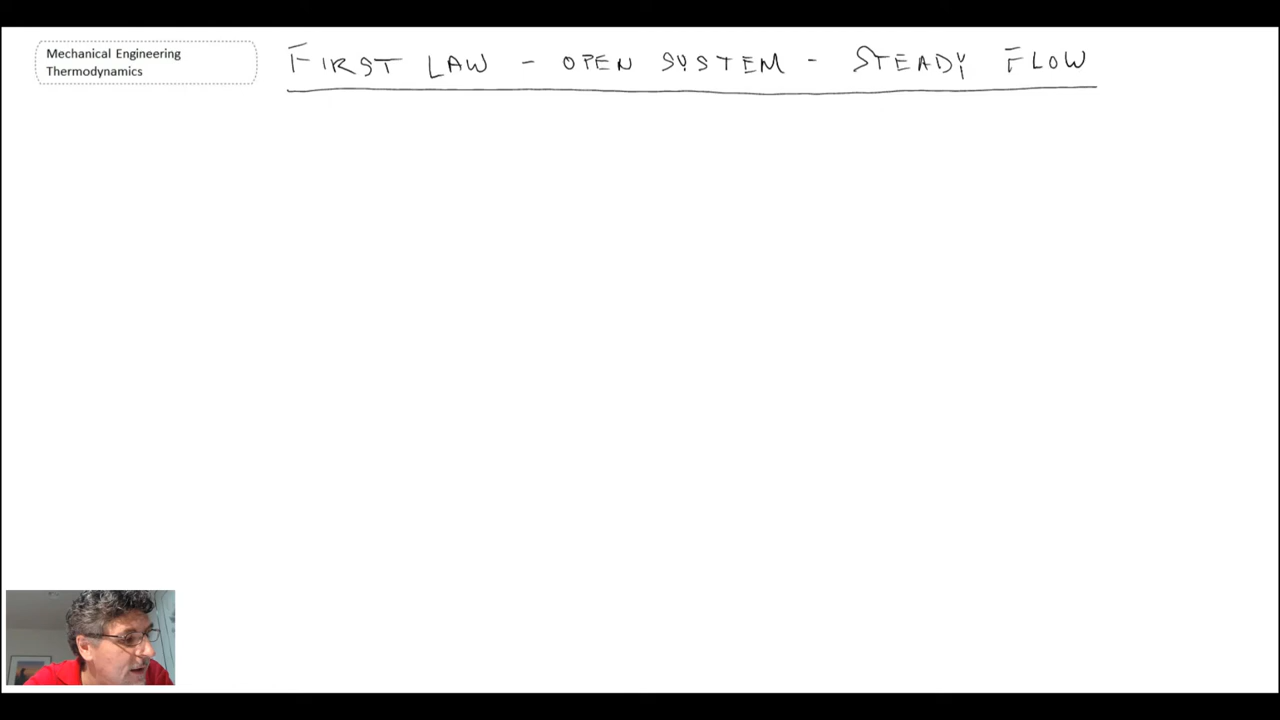 Mechanical Engineering
Thermodynamics
FIRST LAW - OPEN SYSTEM - STEADY FLOW